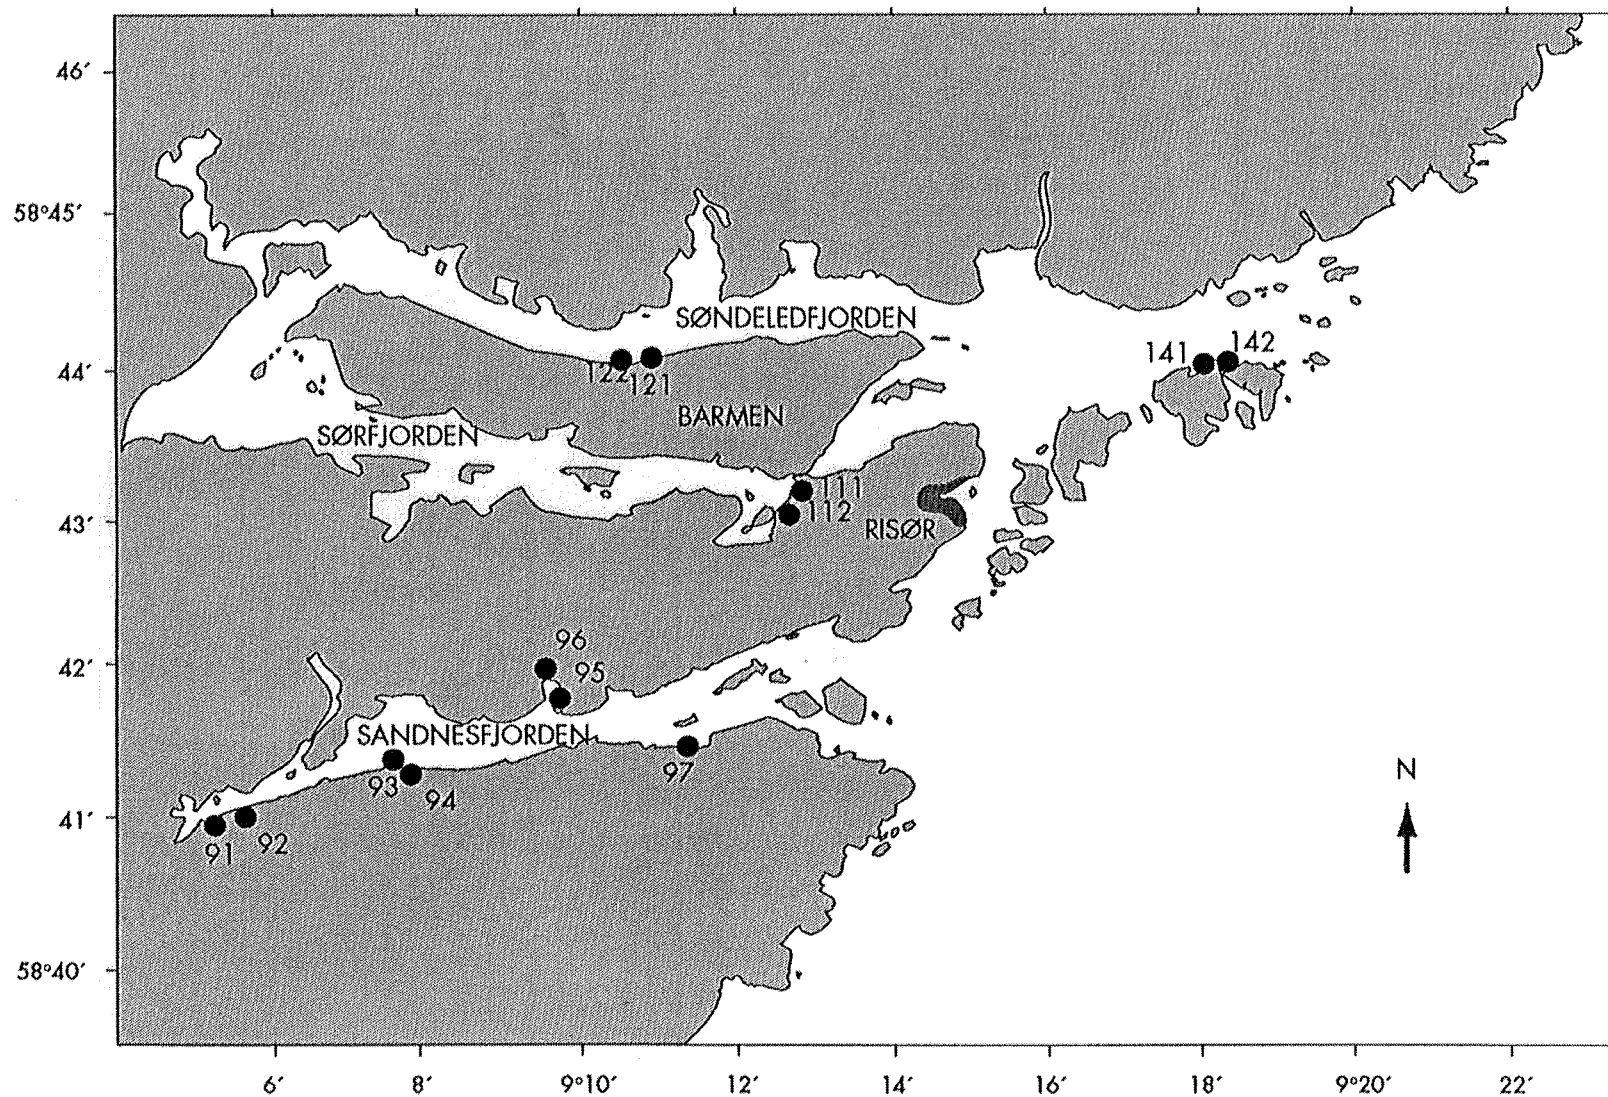 46′
58°45′
SØNDELEDFJORDEN
44′
141
142
122
121
BARMEN
SØRFJORDEN
111
43′
112
RISØR
96
42′
95
SANDNESFJORDEN
97
93
94
N
41′
91
92
58°40′
6′ 8′ 9°10′ 12′ 14′ 16′ 18′ 9°20′ 22′